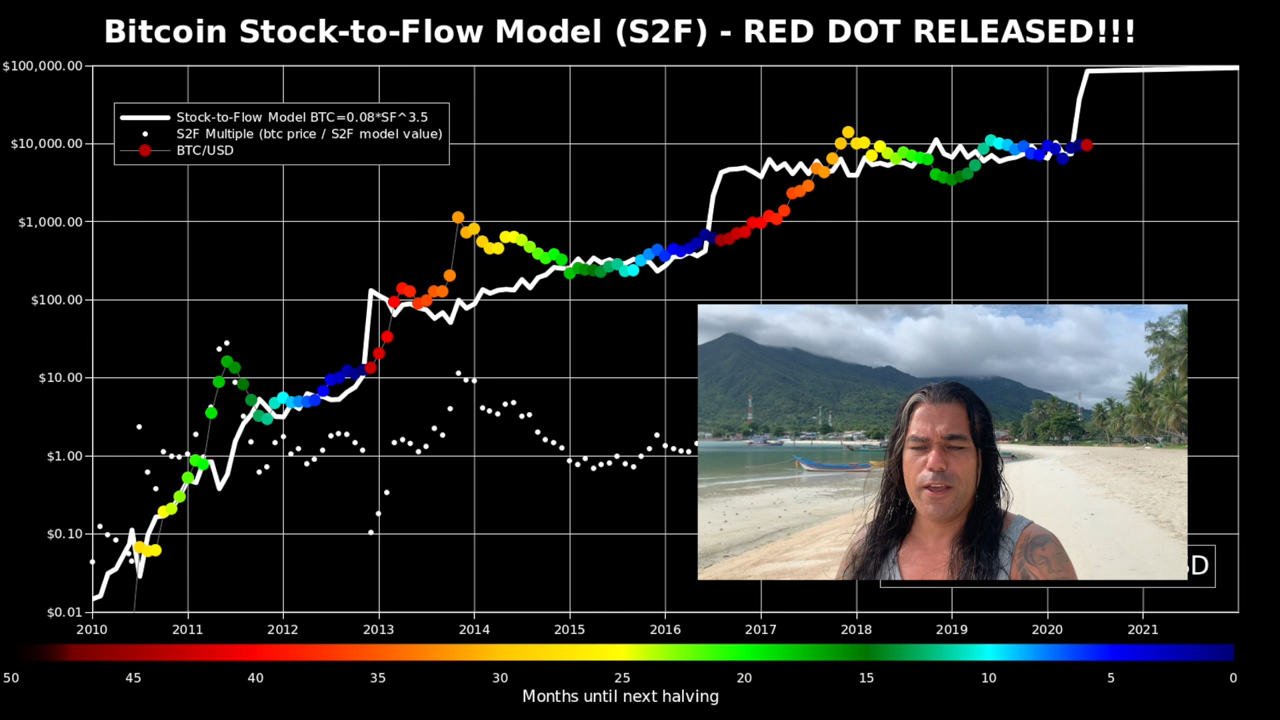 Bitcoin Stock-to-Flow Model (S2F) - RED DOT RELEASED!!!
$100,000.00
Stock-to-Flow Model BTC=0.08*SF^3.5
S2F Multiple (btc price / S2F model value)
BTC/USD
$10,000.00
$1,000.00
$100.00
$10.00
$1.00
$0.10
D
$0.01
2010 2011 2012 2013 2014 2015 2016 2017 2018 2019 2020 2021
50 45 40 35 30 25 20 15 10 5 0
Months until next halving